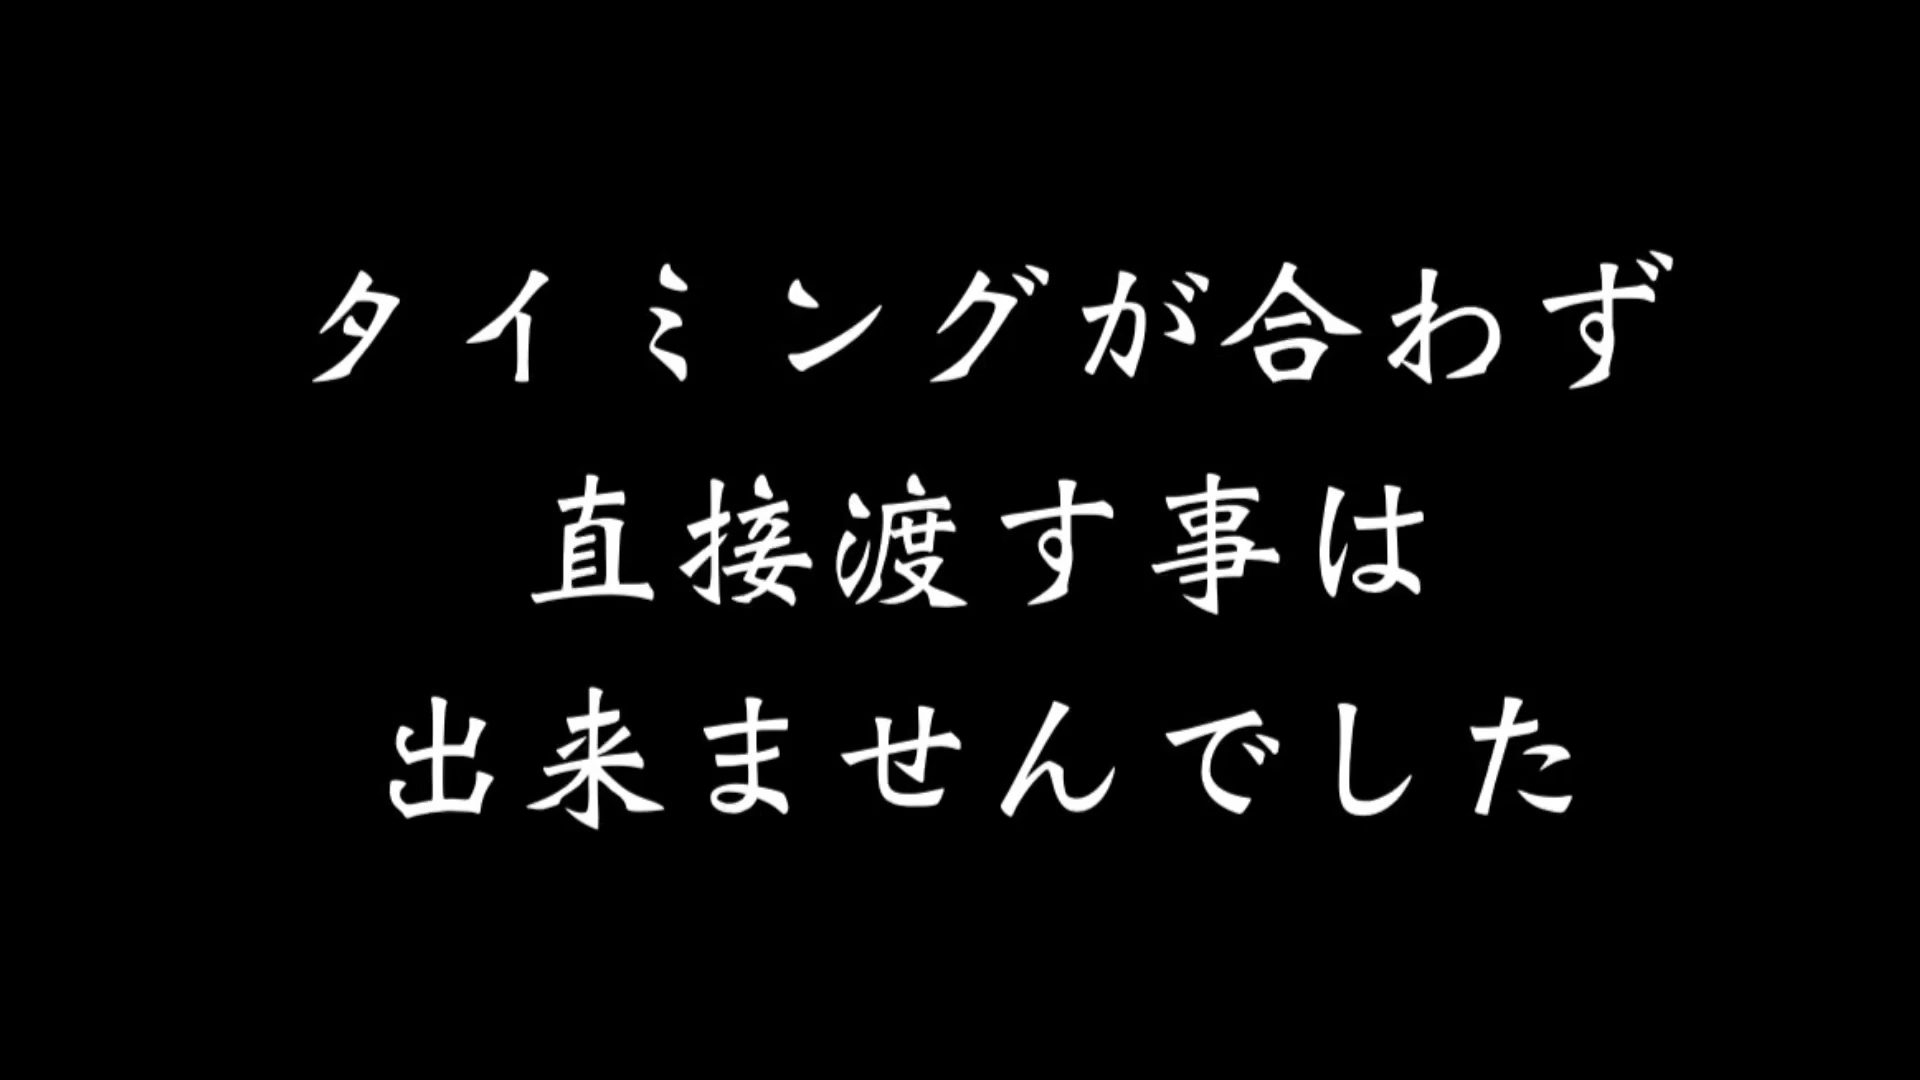 タイミングが合わず
直接渡す事は
出来ませんでした